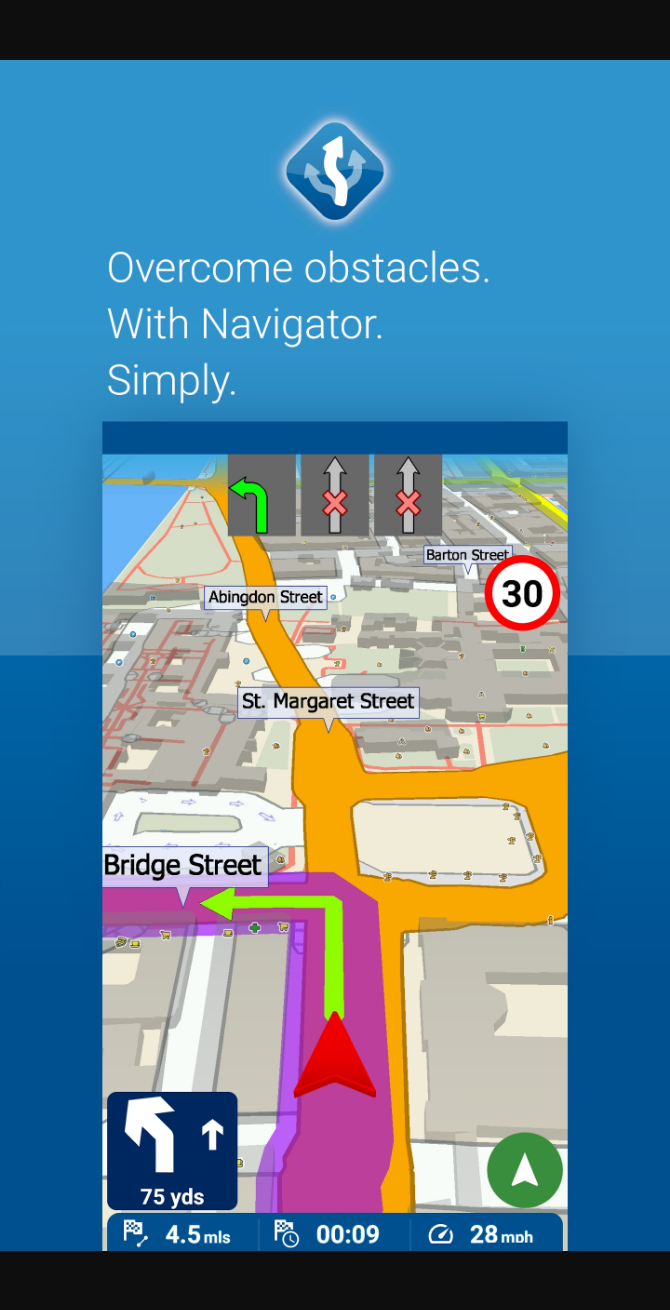 Overcome obstacles.
With Navigator.
Simply.
Barton Street
30
Abingdon Street
St. Margaret Street
Bridge Street
75 yds
4.5 mls
00:09
28 mph